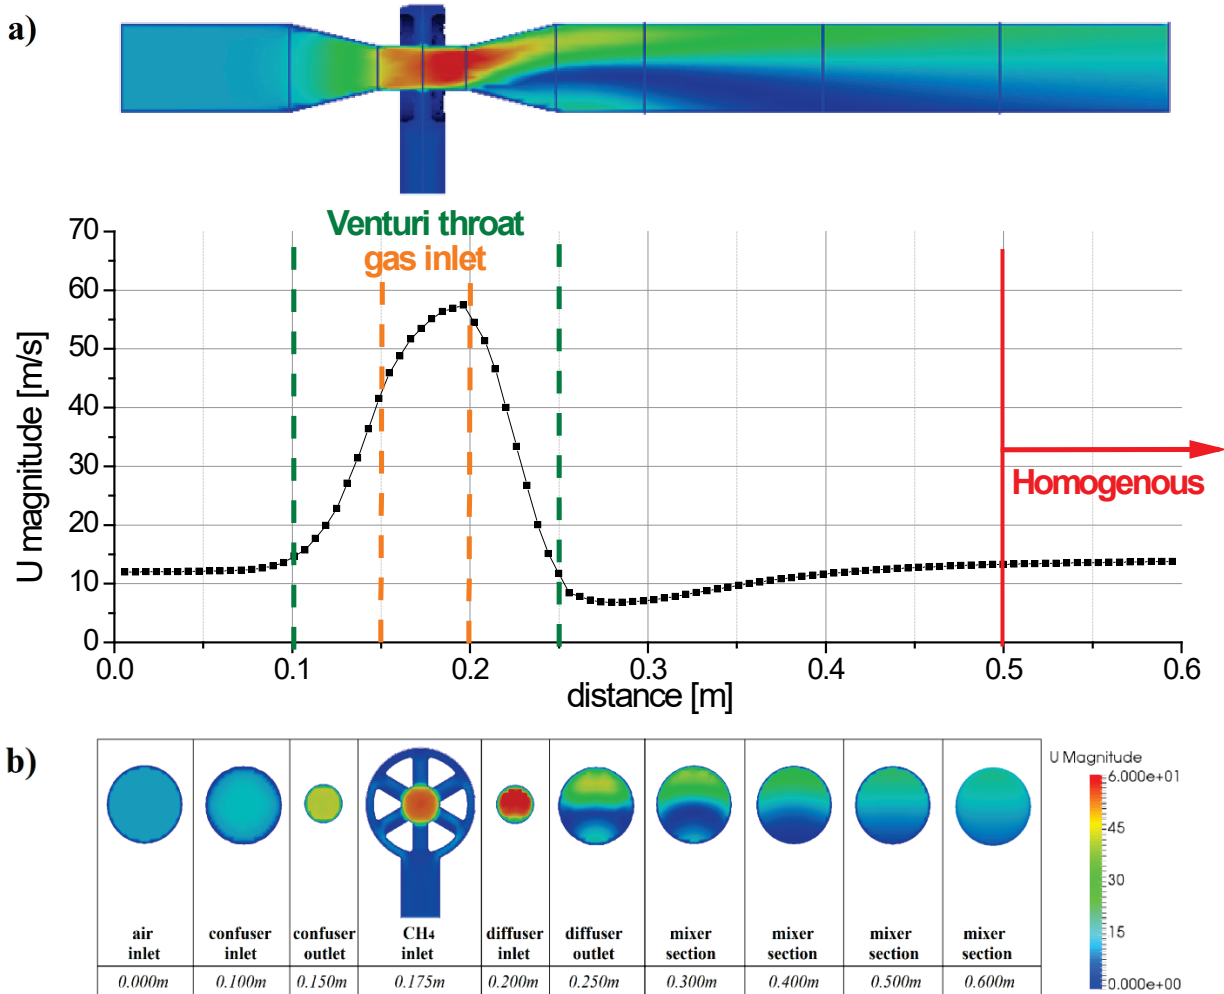 a)
Venturi throat
gas inlet
70
60
50
40
30
20
10
0
U magnitude [m/s]
Homogenous
0.0 0.1 0.2 0.3 0.4 0.5 0.6
distance [m]
b)
air inlet
0.000m
confuser inlet
0.100m
confuser outlet
0.150m
CH4 inlet
0.175m
diffuser inlet
0.200m
diffuser outlet
0.250m
mixer section
0.300m
mixer section
0.400m
mixer section
0.500m
mixer section
0.600m
U Magnitude
6.000e+01
45
30
15
0.000e+00